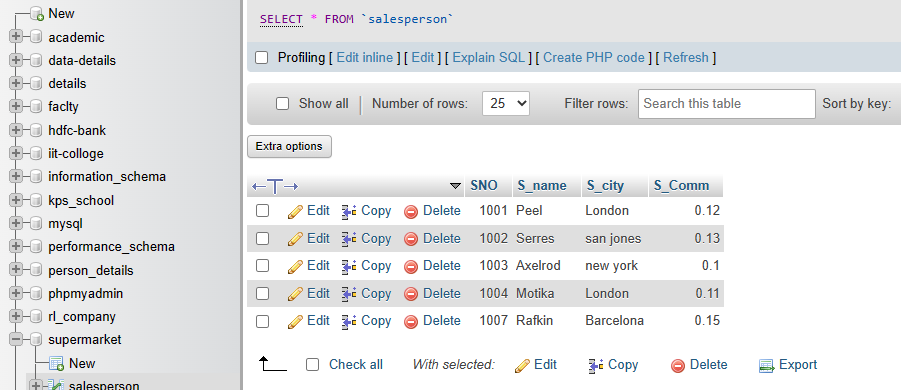 New
academic
data-details
details
faclty
hdfc-bank
iit-colloge
information_schema
kps_school
mysql
performance_schema
person_details
phpmyadmin
rl_company
supermarket
New
salesperson
SELECT * FROM `salesperson`
Profiling [ Edit inline ] [ Edit ] [ Explain SQL ] [ Create PHP code ] [ Refresh ]
Show all Number of rows: 25 Filter rows: Search this table Sort by key:
Extra options
SNO S_name S_city S_Comm
Edit Copy Delete 1001 Peel London 0.12
Edit Copy Delete 1002 Serres san jones 0.13
Edit Copy Delete 1003 Axelrod new york 0.1
Edit Copy Delete 1004 Motika London 0.11
Edit Copy Delete 1007 Rafkin Barcelona 0.15
Check all With selected: Edit Copy Delete Export